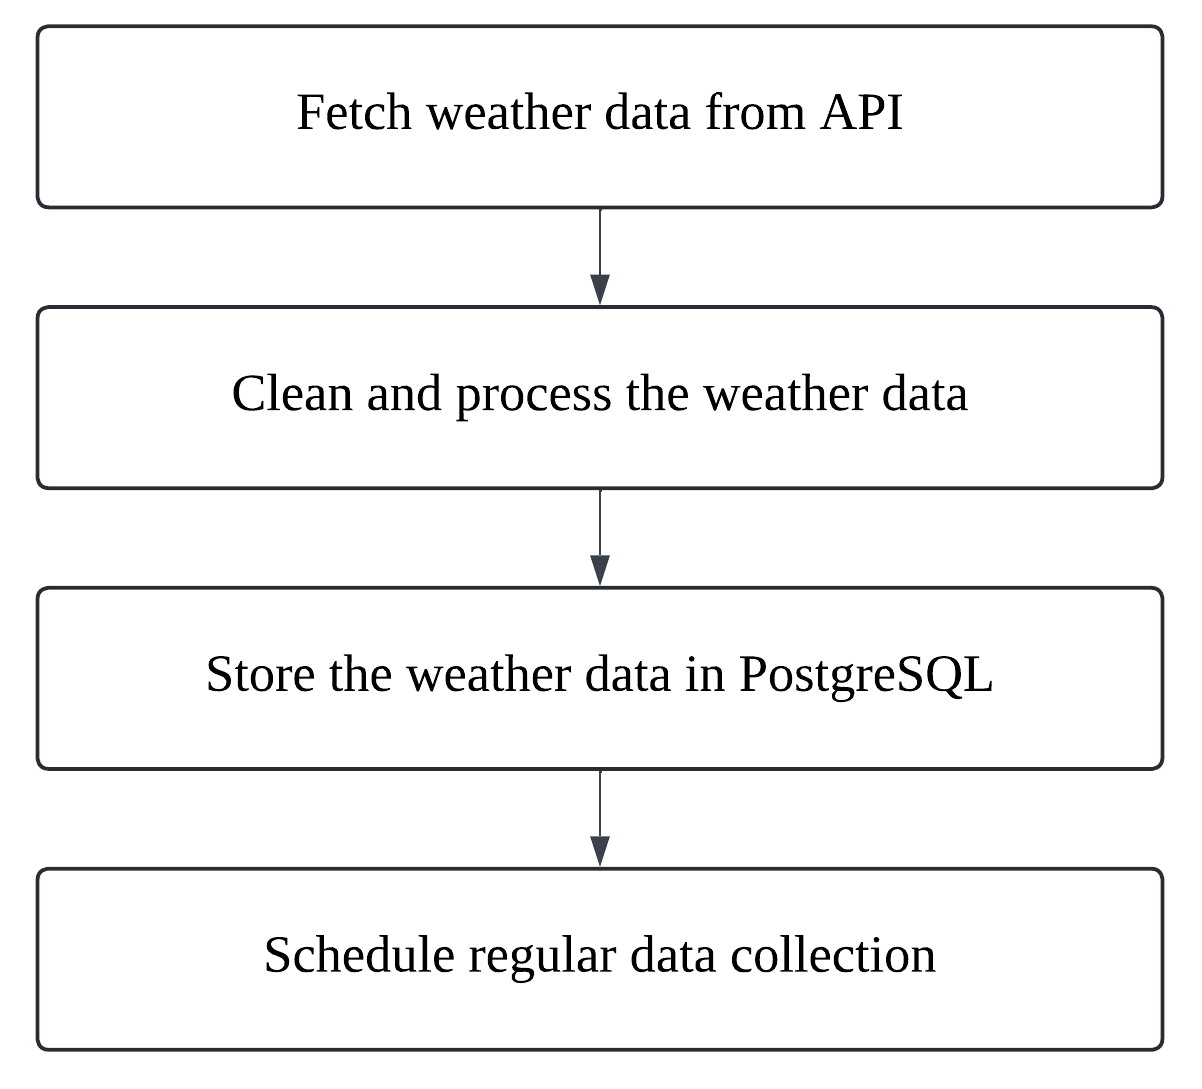 Fetch weather data from API
Clean and process the weather data
Store the weather data in PostgreSQL
Schedule regular data collection